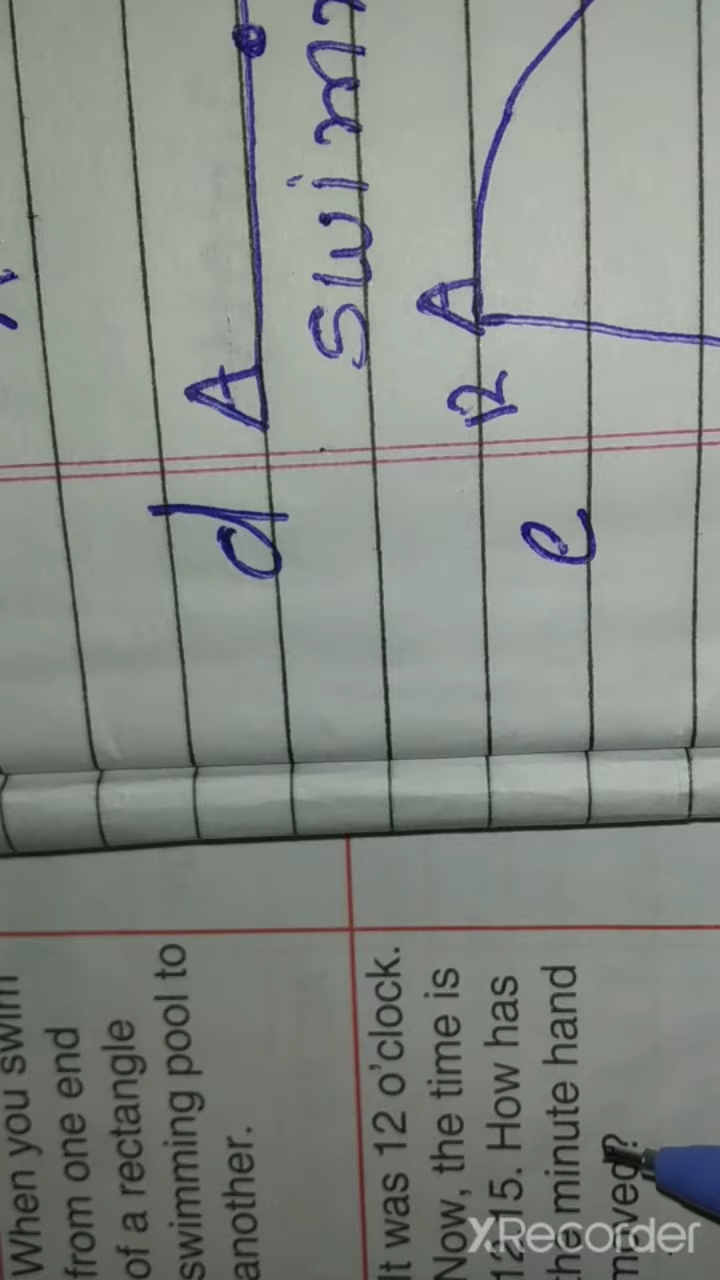 d A
swim
12 A
e
When you swim
from one end
of a rectangle
swimming pool to
another.
It was 12 o'clock.
Now, the time is
12:15. How has
the minute hand
moved?
XRecorder